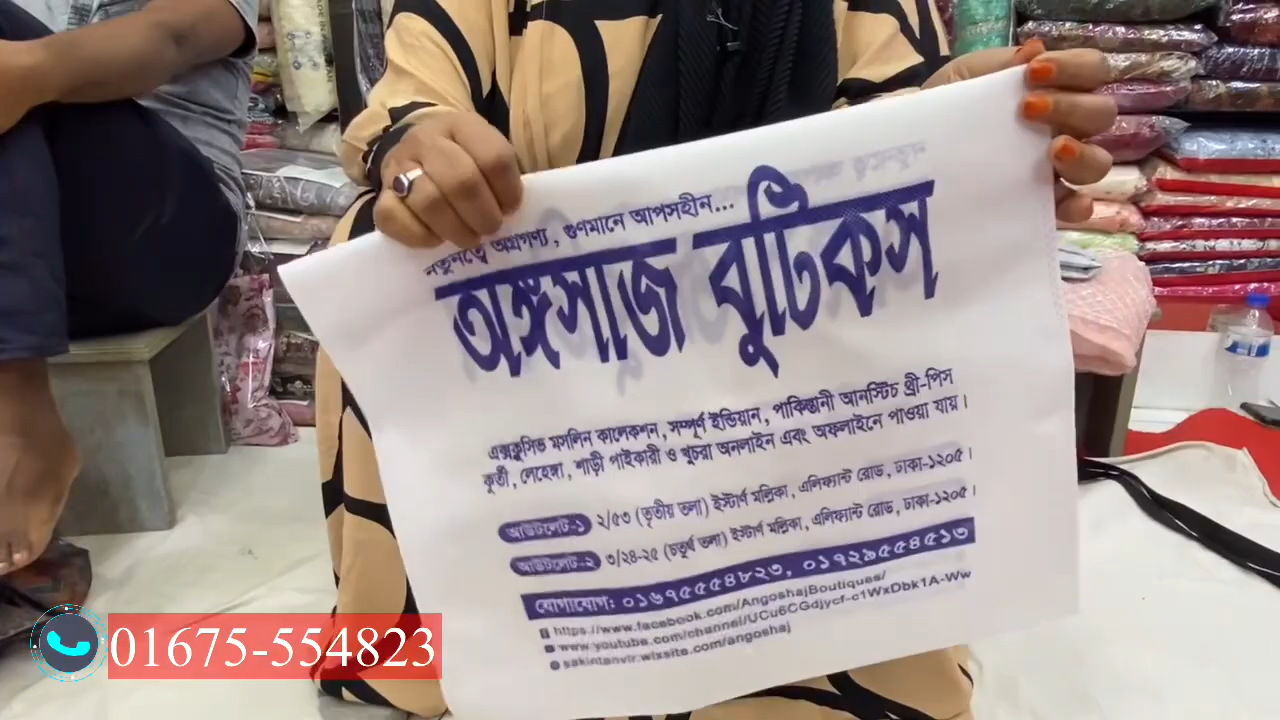 নতুনত্বে অগ্রগণ্য, গুণমানে আপসহীন...
অঙ্গসাজ বুটিকস
এক্সক্লুসিভ মসলিন কালেকশন, সম্পূর্ণ ইন্ডিয়ান, পাকিস্তানী আনস্টিচ থ্রী-পিস
কুর্তী, লেহেঙ্গা, শাড়ী পাইকারী ও খুচরা অনলাইন এবং অফলাইনে পাওয়া যায়।
আউটলেট-১ ২/৫৩ (তৃতীয় তলা) ইস্টার্ণ মল্লিকা, এলিফ্যান্ট রোড, ঢাকা-১২০৫।
আউটলেট-২ ৩/২৪-২৫ (চতুর্থ তলা) ইস্টার্ণ মল্লিকা, এলিফ্যান্ট রোড, ঢাকা-১২০৫।
যোগাযোগ: ০১৬৭৫৫৫৪৮২৩, ০১৭২৯৫৫৪৫১৩
https://www.facebook.com/AngoshajBoutiques/
www.youtube.com/channel/UCu6CGdjycf-c1WxDbk1A-Ww
sakintanvir.wixsite.com/angoshaj
01675-554823